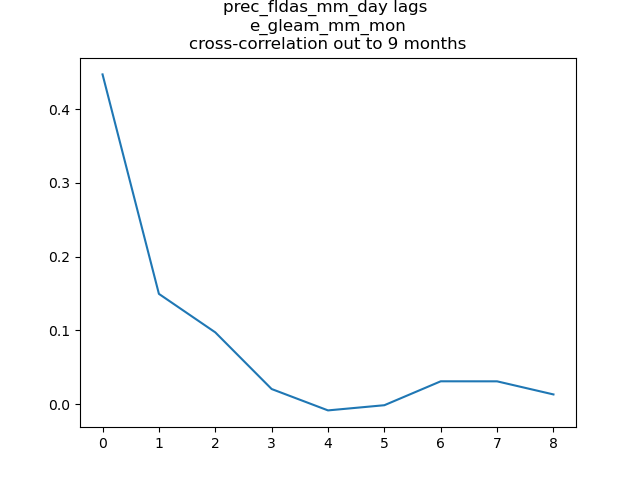 prec_fldas_mm_day lags
e_gleam_mm_mon
cross-correlation out to 9 months
0.4
0.3
0.2
0.1
0.0
0 1 2 3 4 5 6 7 8